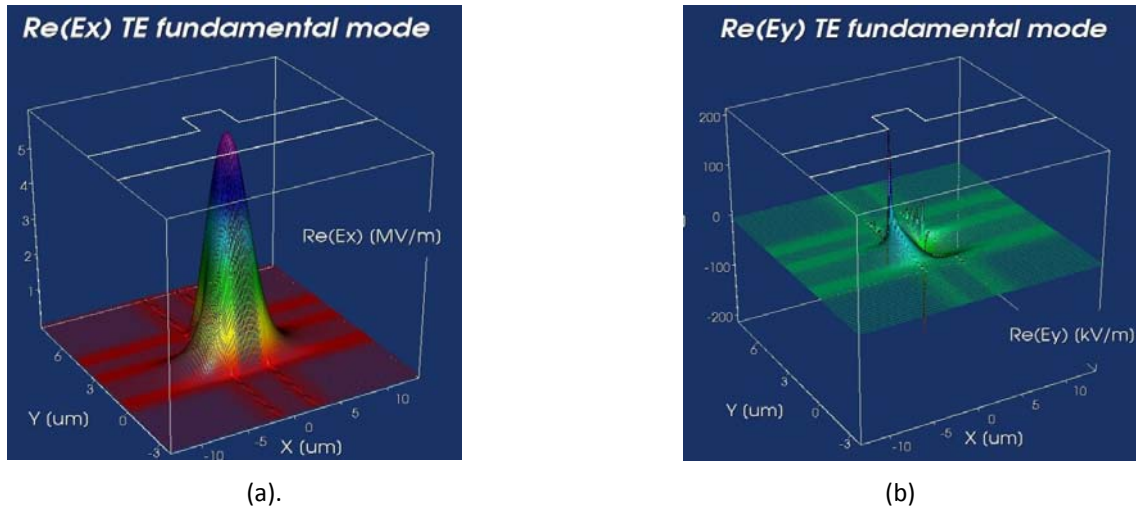 Re(Ex) TE fundamental mode
5
4
3
2
1
Re(Ex) (MV/m)
6
3
0
-3
Y (um)
-10
-5
0
5
10
X (um)
(a).
Re(Ey) TE fundamental mode
200
100
0
-100
-200
Re(Ey) (kV/m)
6
3
0
-3
Y (um)
-10
-5
0
5
10
X (um)
(b)